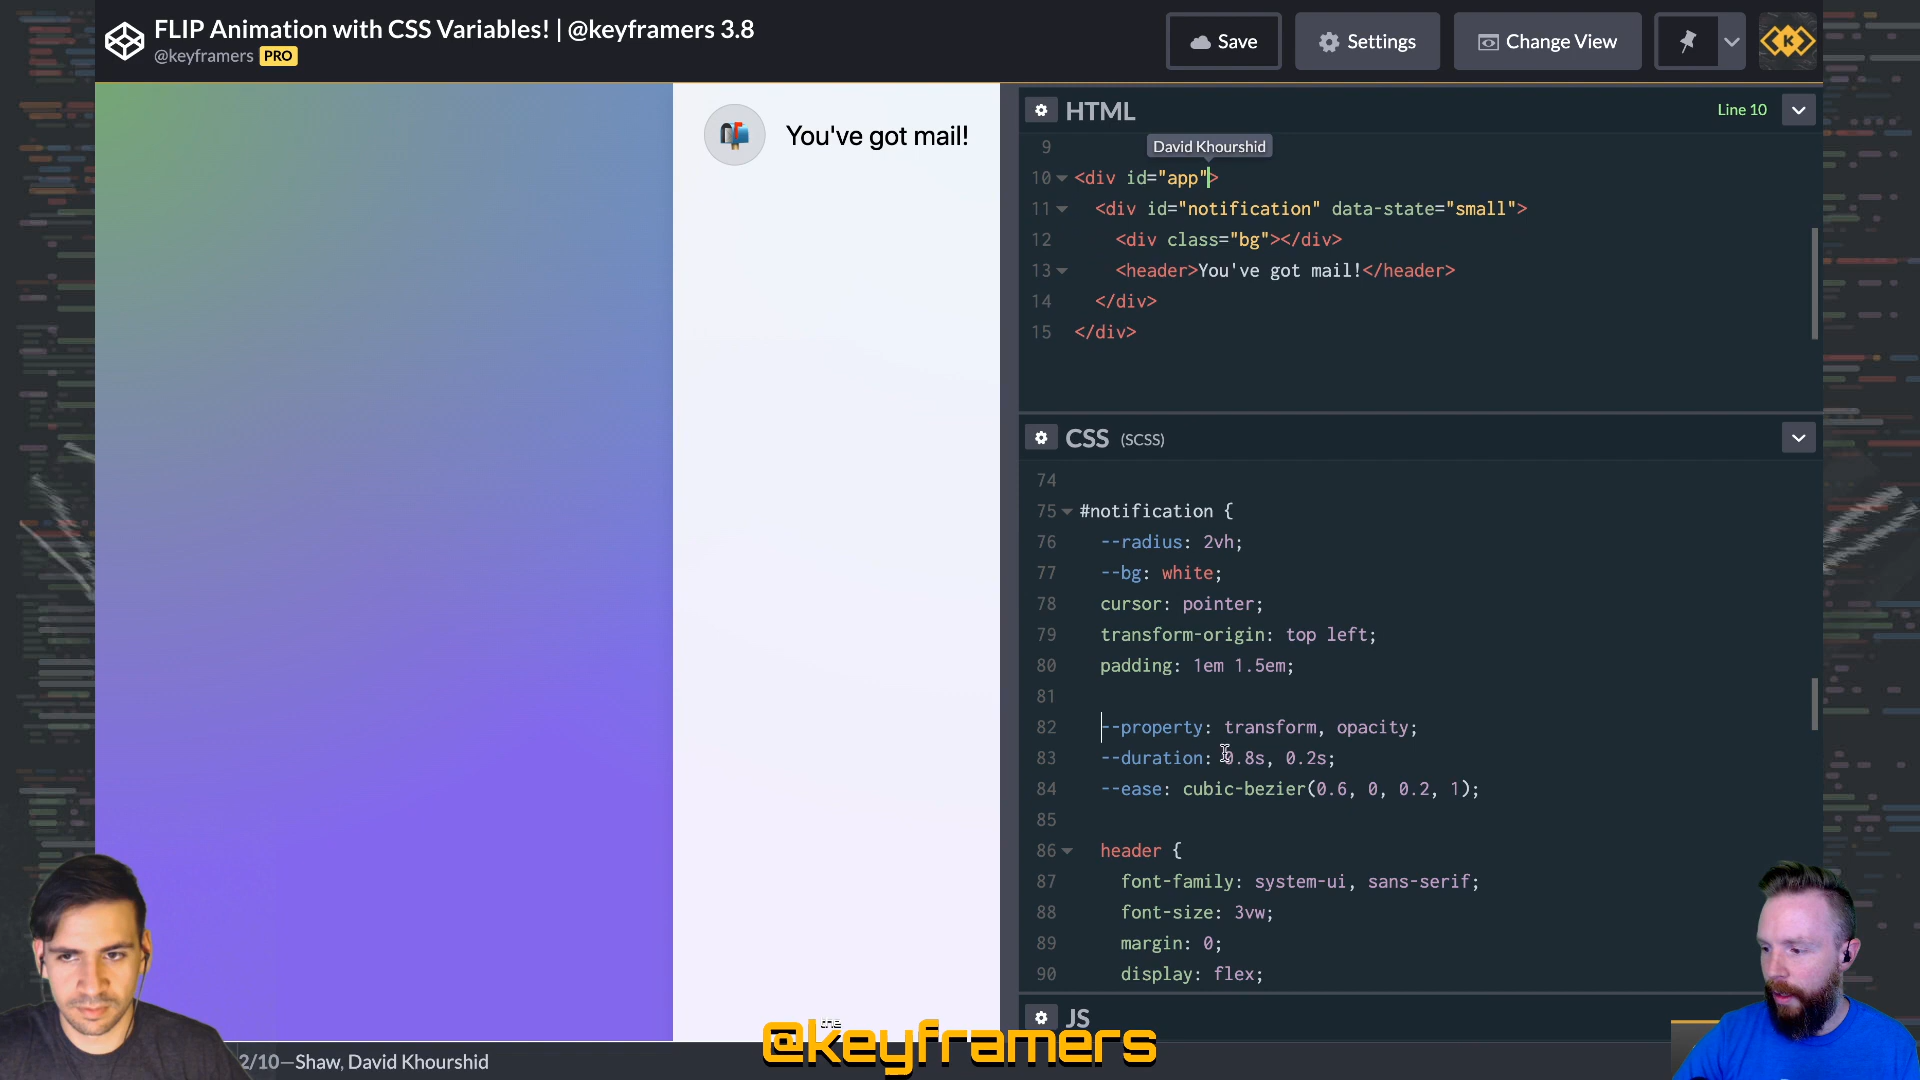 FLIP Animation with CSS Variables! | @keyframers 3.8
@keyframers PRO
Save
Settings
Change View
K
You've got mail!
HTML
Line 10
David Khourshid
9
10 <div id="app">
11 <div id="notification" data-state="small">
12 <div class="bg"></div>
13 <header>You've got mail!</header>
14 </div>
15 </div>
CSS (SCSS)
74
75 #notification {
76 --radius: 2vh;
77 --bg: white;
78 cursor: pointer;
79 transform-origin: top left;
80 padding: 1em 1.5em;
81
82 --property: transform, opacity;
83 --duration: 0.8s, 0.2s;
84 --ease: cubic-bezier(0.6, 0, 0.2, 1);
85
86 header {
87 font-family: system-ui, sans-serif;
88 font-size: 3vw;
89 margin: 0;
90 display: flex;
JS
the
@keyframers
2/10—Shaw, David Khourshid